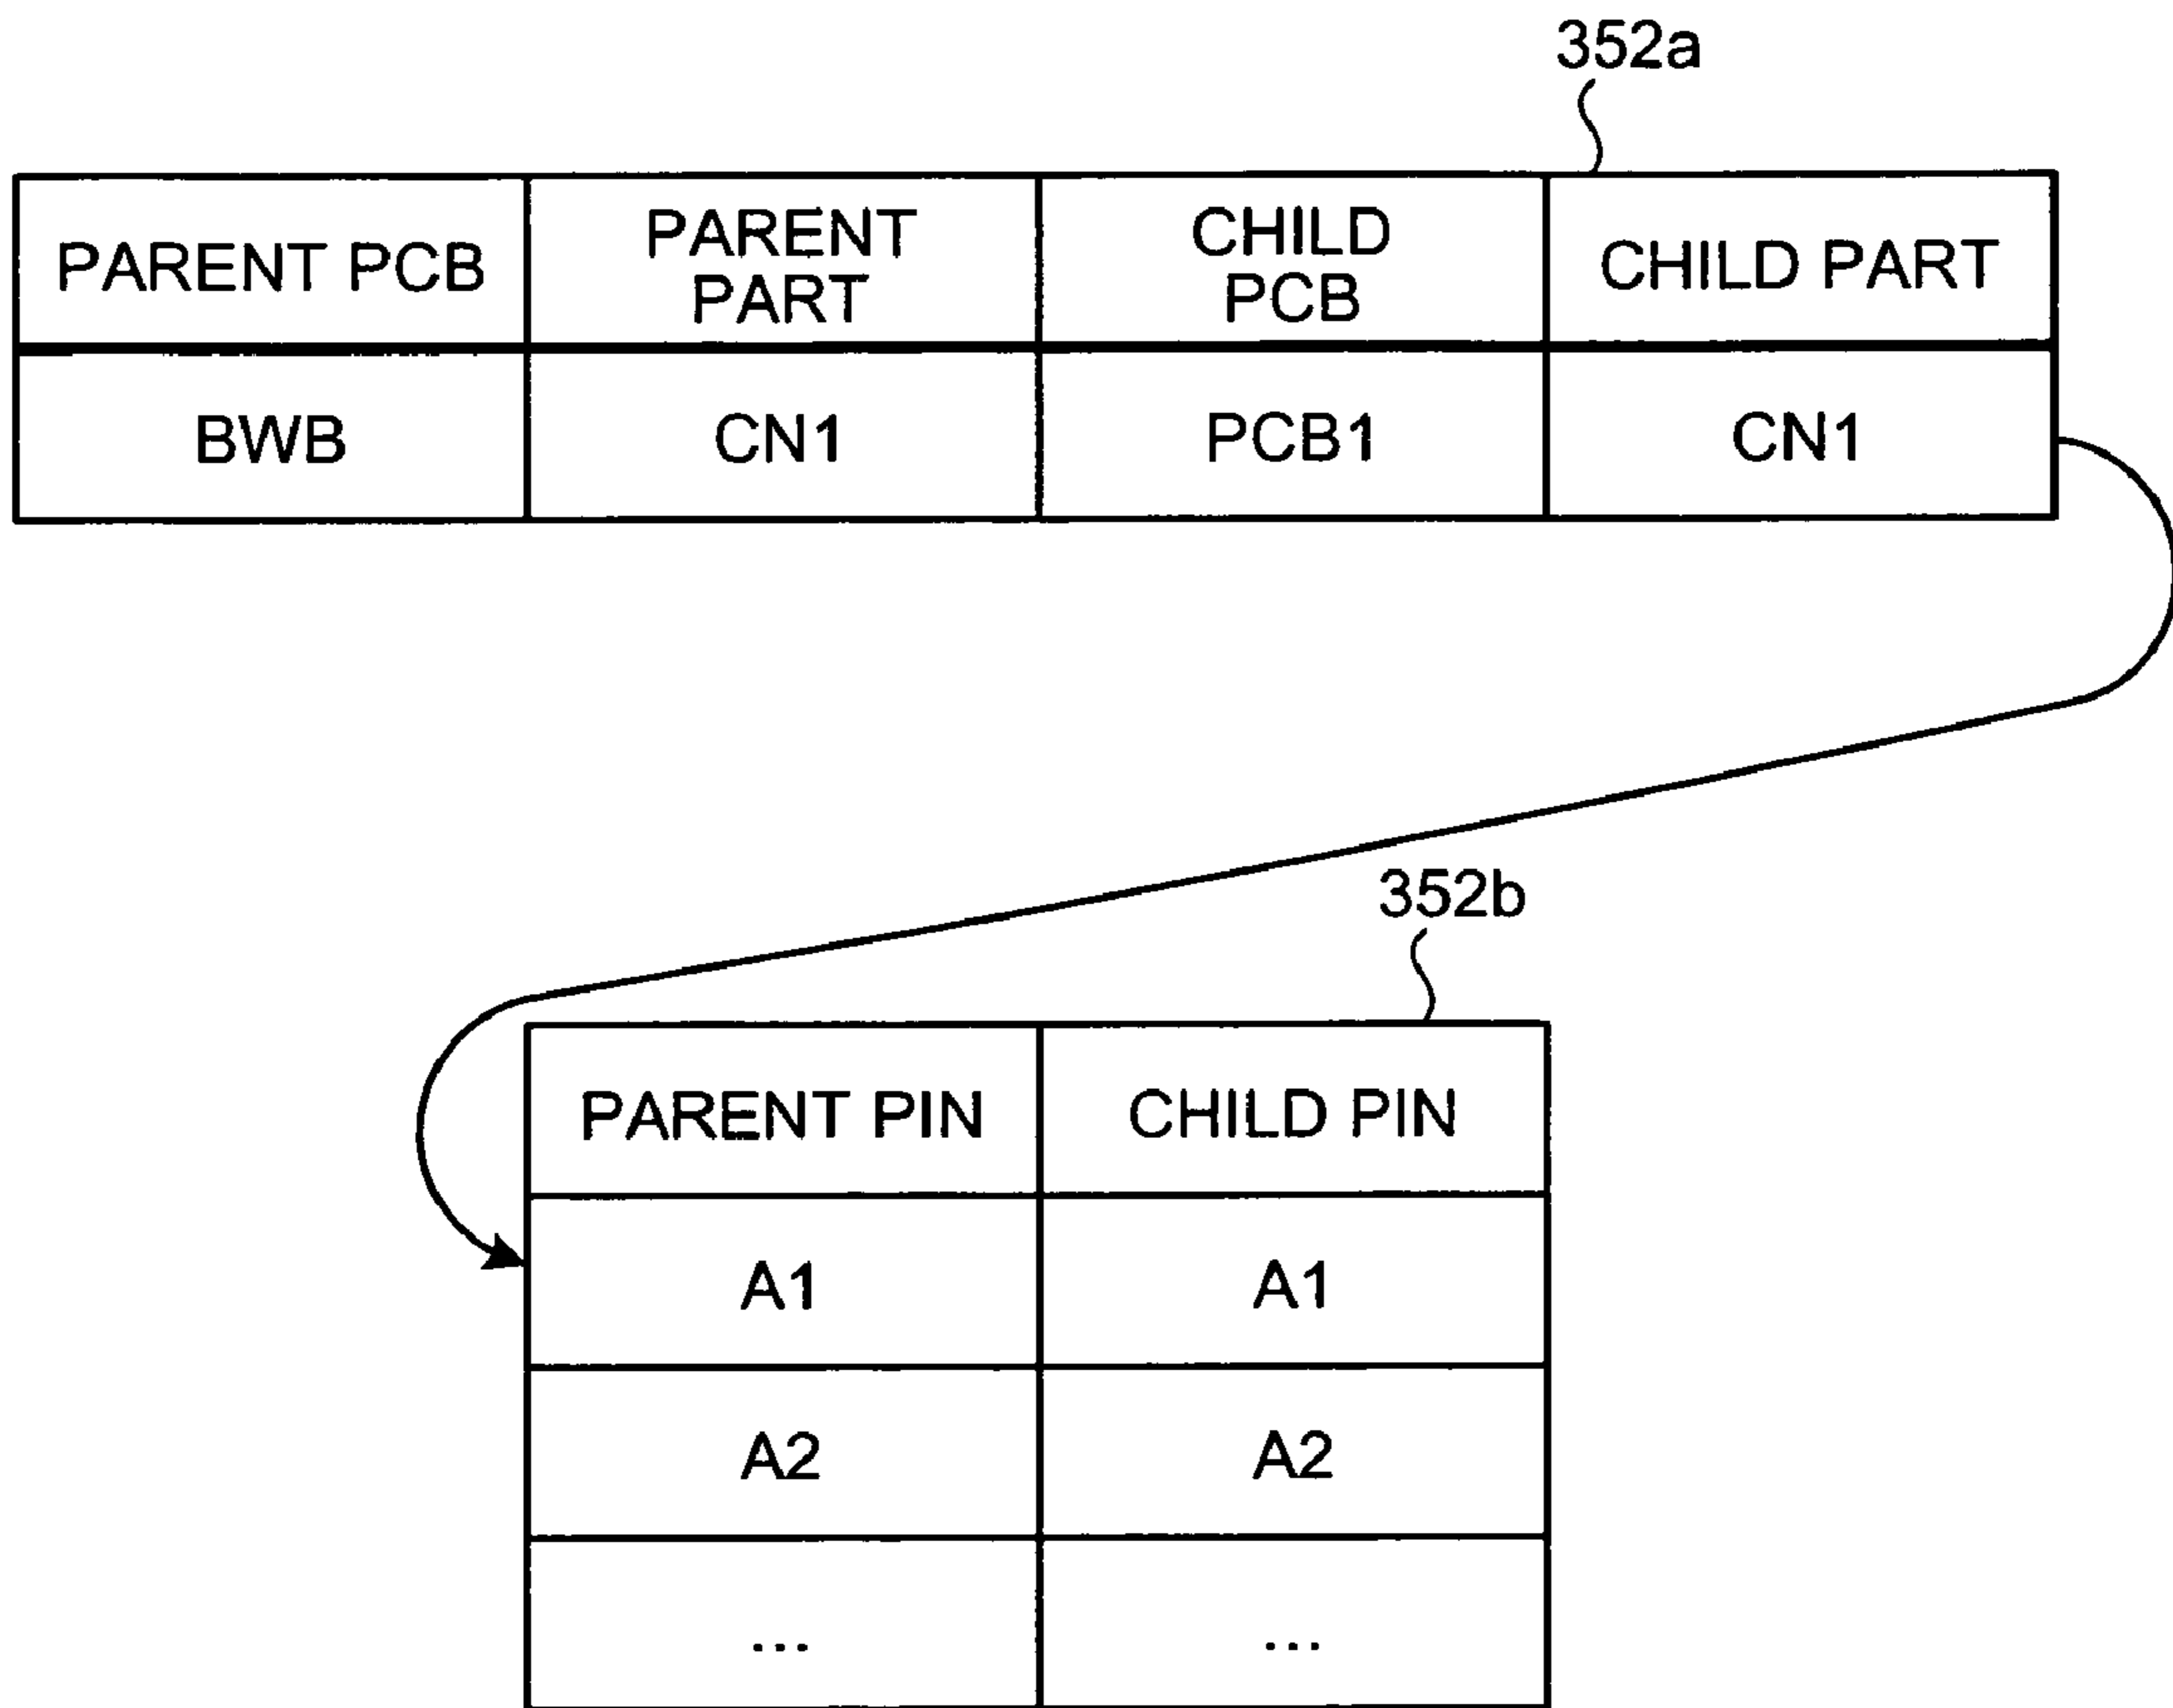 352a
PARENT PCB
PARENT
PART
CHILD
PCB
CHILD PART
BWB
CN1
PCB1
CN1
352b
PARENT PIN
CHILD PIN
A1
A1
A2
A2
...
...